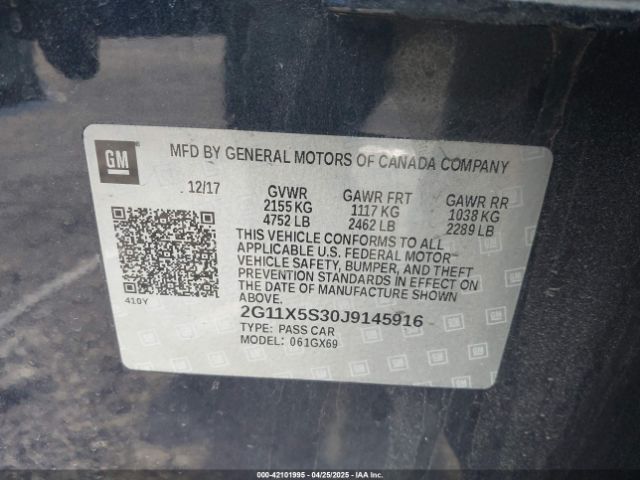 GM
MFD BY GENERAL MOTORS OF CANADA COMPANY
12/17 GVWR GAWR FRT GAWR RR
2155 KG 1117 KG 1038 KG
4752 LB 2462 LB 2289 LB
THIS VEHICLE CONFORMS TO ALL
APPLICABLE U.S. FEDERAL MOTOR
VEHICLE SAFETY, BUMPER, AND THEFT
PREVENTION STANDARDS IN EFFECT ON
THE DATE OF MANUFACTURE SHOWN
ABOVE.
410Y
2G11X5S30J9145916
TYPE: PASS CAR
MODEL: 061GX69
000-42101995 - 04/25/2025 - IAAI.COM